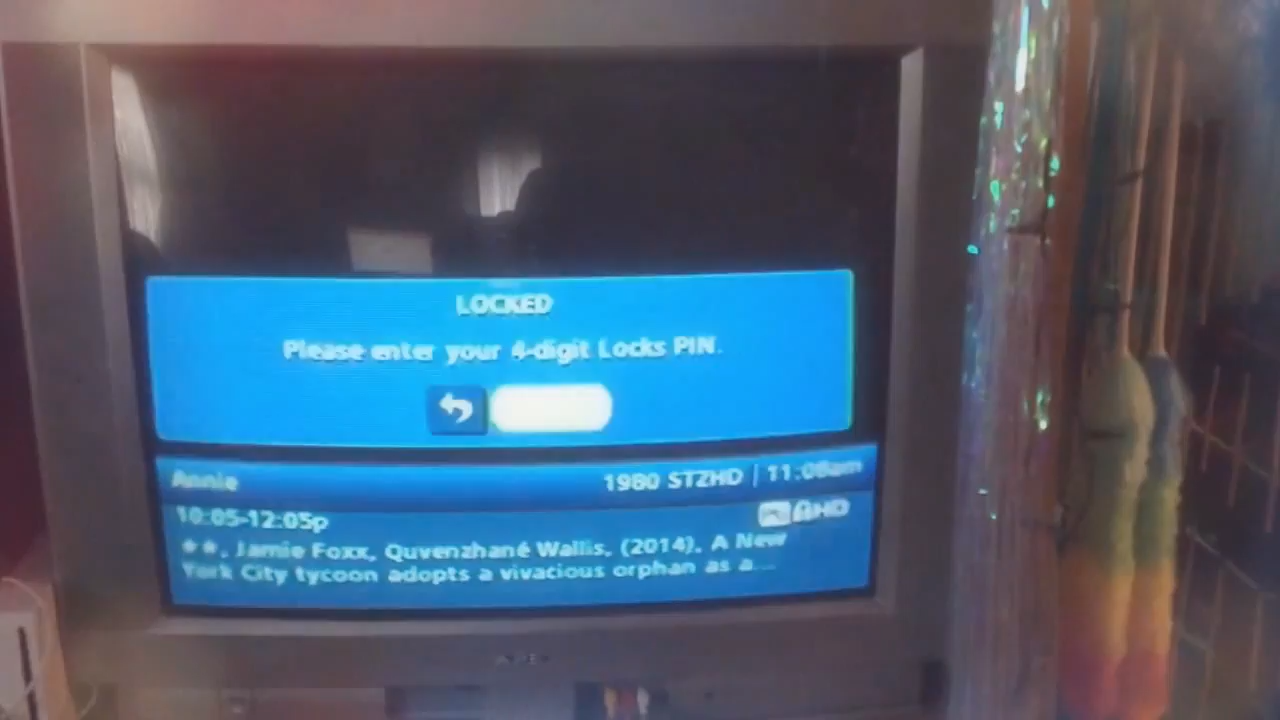 LOCKED
Please enter your 4-digit Locks PIN.
Annie 1980 STZHD | 11:08am
10:05-12:05p HD
★★, Jamie Foxx, Quvenzhané Wallis, (2014), A New
York City tycoon adopts a vivacious orphan as a...